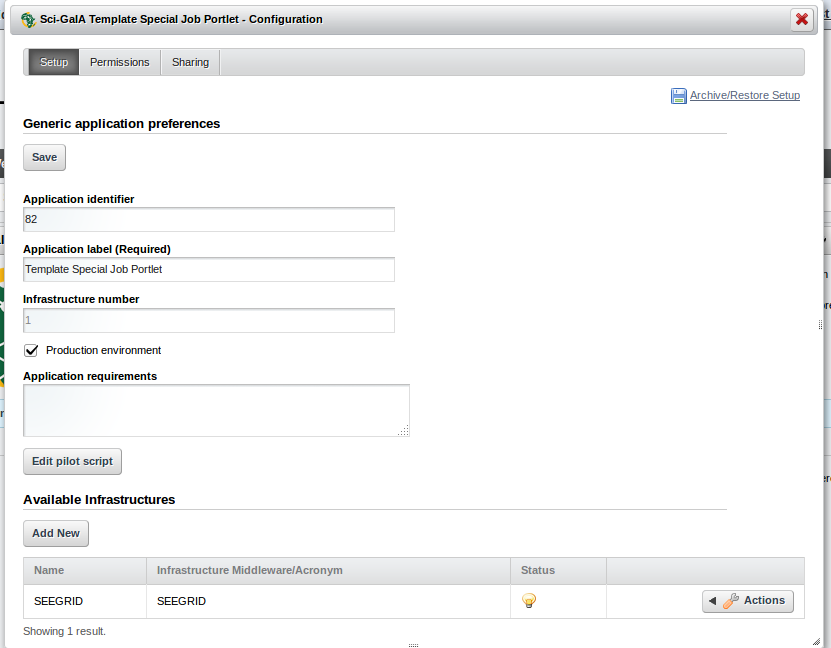 Sci-GaIA Template Special Job Portlet - Configuration
Setup Permissions Sharing
Archive/Restore Setup
Generic application preferences
Save
Application identifier
82
Application label (Required)
Template Special Job Portlet
Infrastructure number
1
Production environment
Application requirements
Edit pilot script
Available Infrastructures
Add New
Name Infrastructure Middleware/Acronym Status
SEEGRID SEEGRID Actions
Showing 1 result.